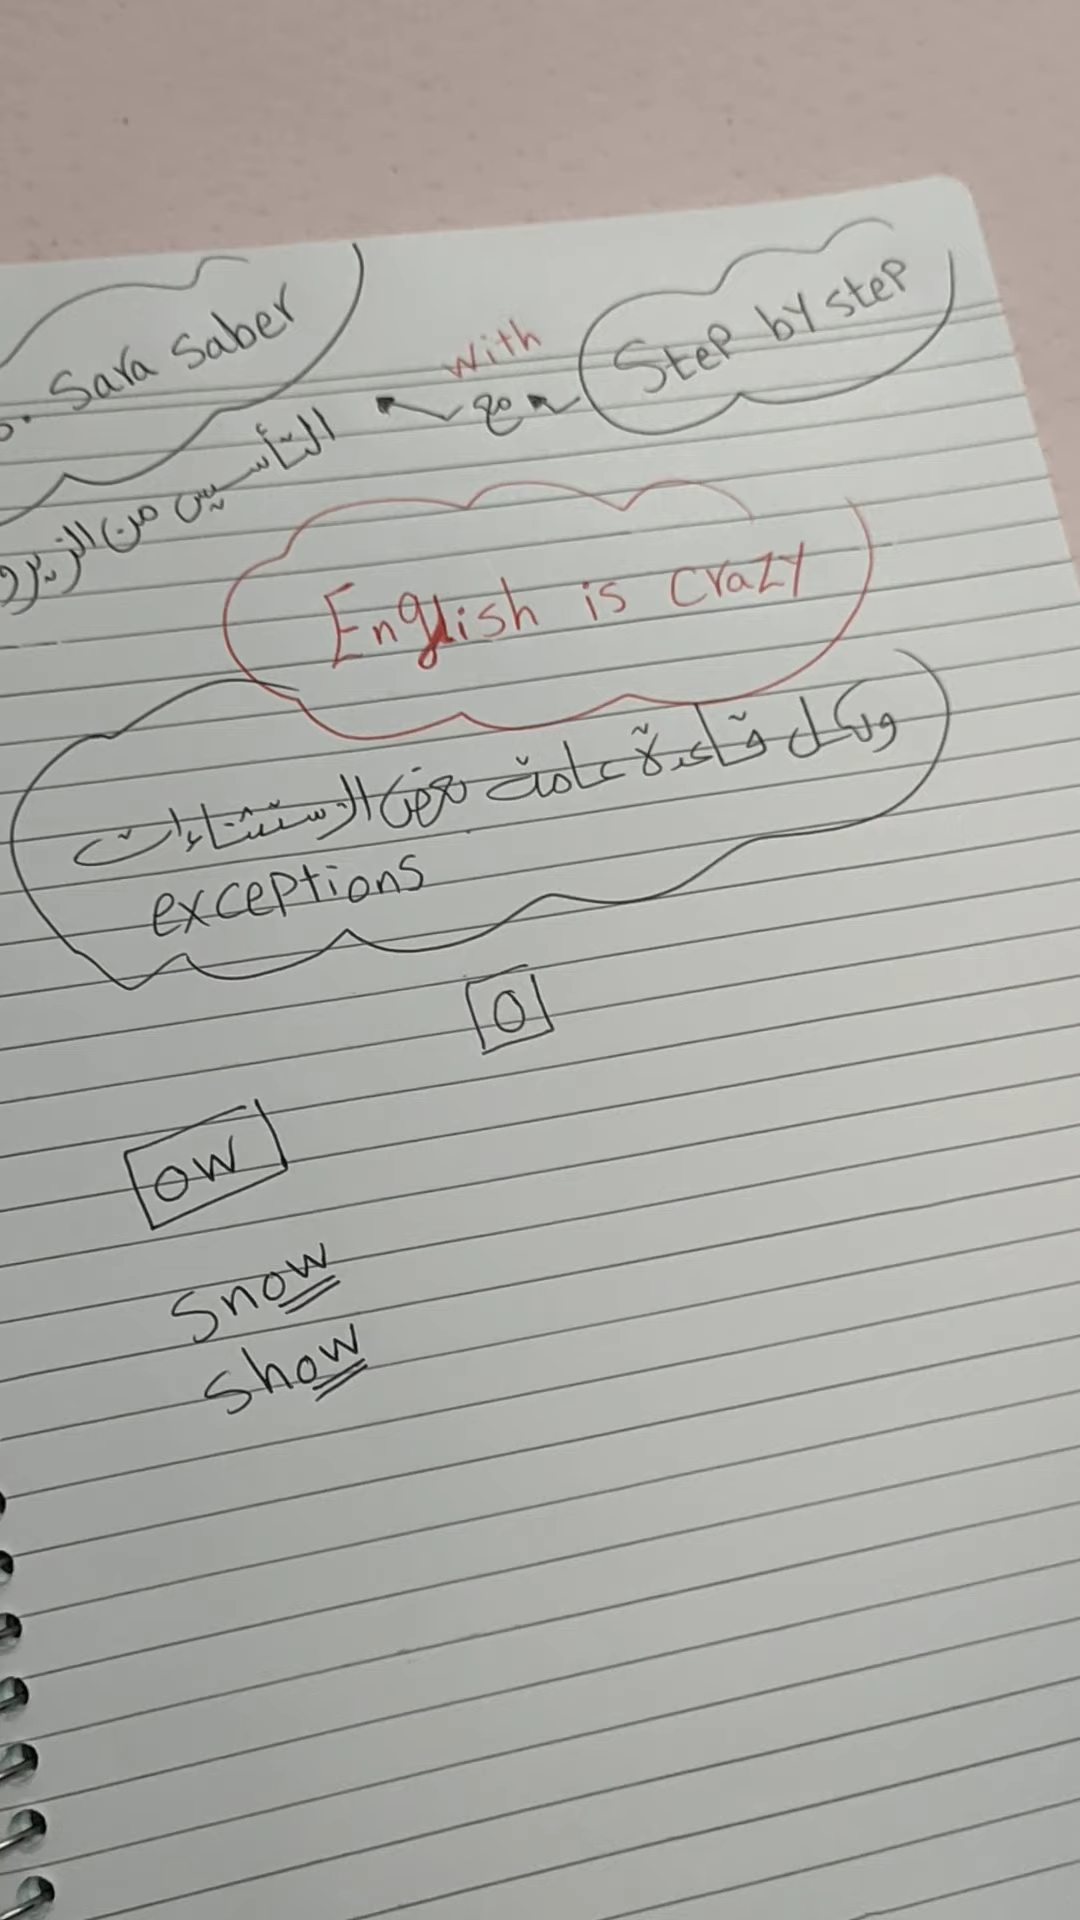 Step by step
with
مع
Sara Saber
التأسيس من الزيرو
English is crazy
ولكل قاعدة عامة بعض الاستثناءات
exceptions
O
ow
Snow
Show